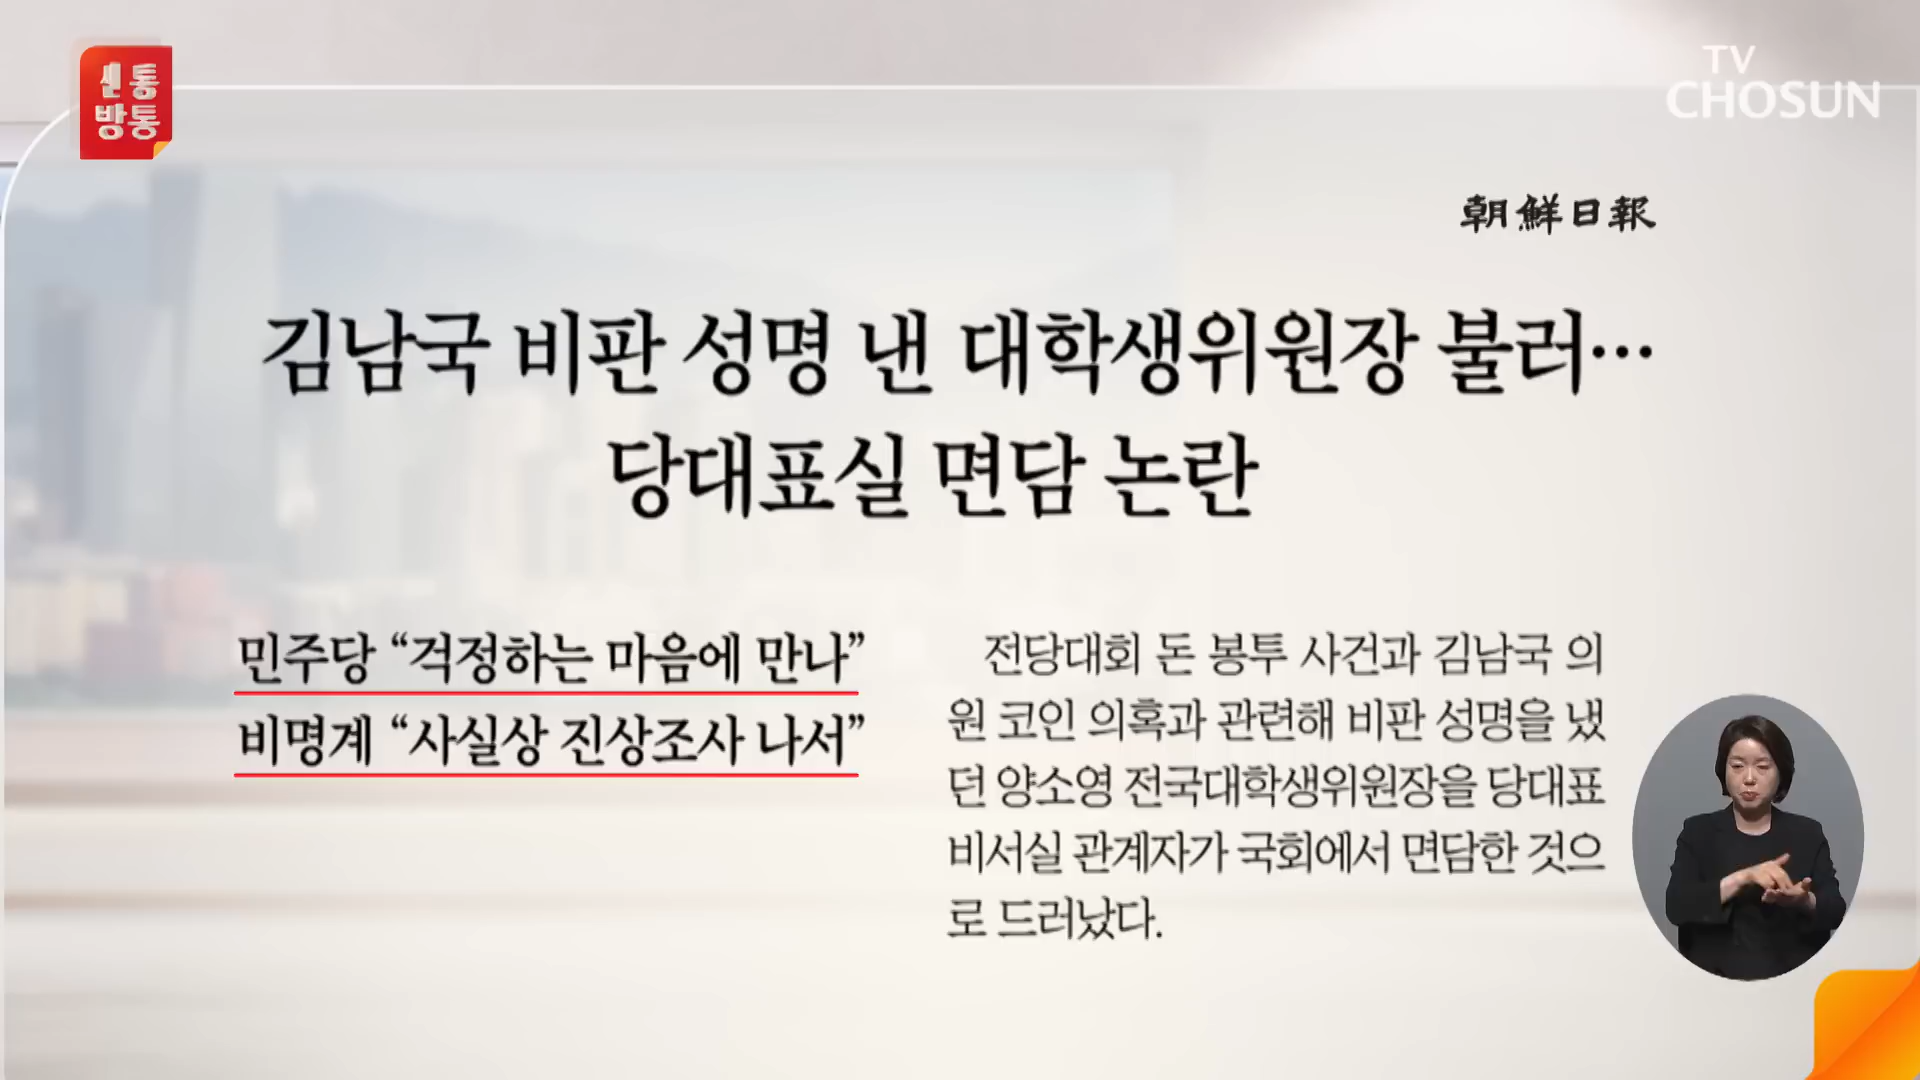 신통
방통
TV
CHOSUN
朝鮮日報
김남국 비판 성명 낸 대학생위원장 불러…
당대표실 면담 논란
민주당 “걱정하는 마음에 만나”
비명계 “사실상 진상조사 나서”
전당대회 돈 봉투 사건과 김남국 의
원 코인 의혹과 관련해 비판 성명을 냈
던 양소영 전국대학생위원장을 당대표
비서실 관계자가 국회에서 면담한 것으
로 드러났다.